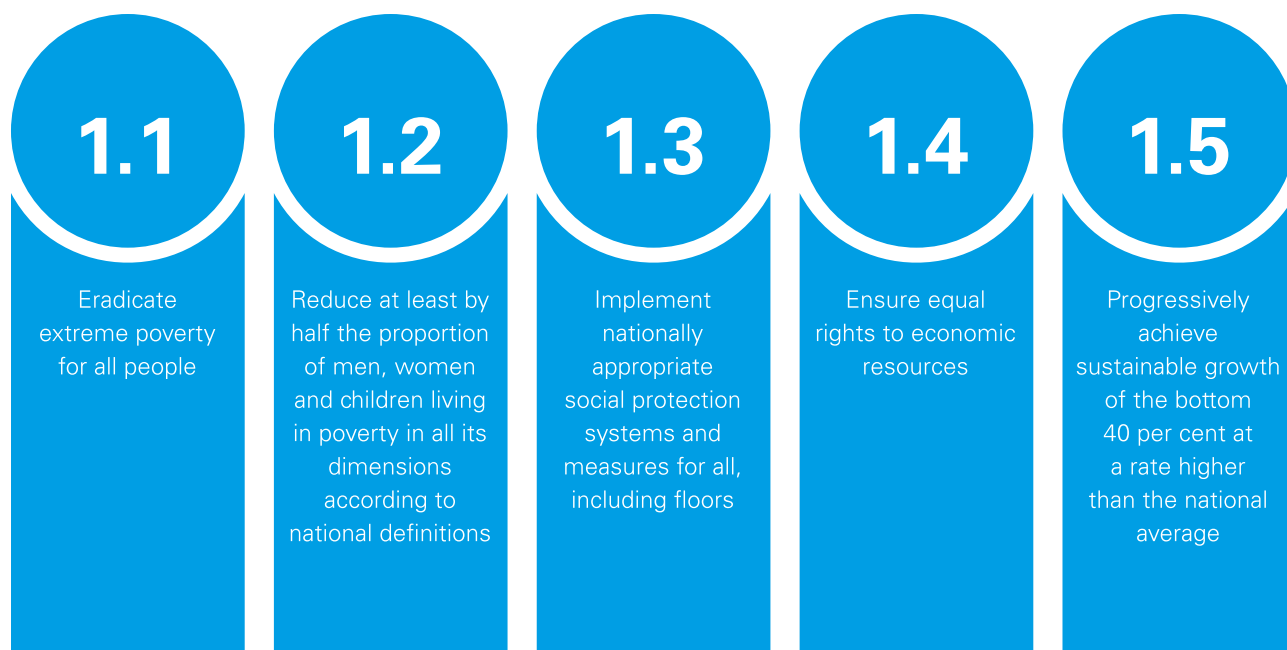 1.1
Eradicate
extreme poverty
for all people
1.2
Reduce at least by
half the proportion
of men, women
and children living
in poverty in all its
dimensions
according to
national definitions
1.3
Implement
nationally
appropriate
social protection
systems and
measures for all,
including floors
1.4
Ensure equal
rights to economic
resources
1.5
Progressively
achieve
sustainable growth
of the bottom
40 per cent at
a rate higher
than the national
average